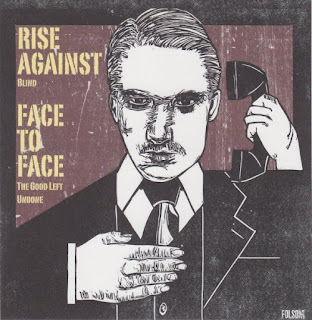 RISE
AGAINST
BLIND
FACE
TO
FACE
THE GOOD LEFT
UNDONE
FOLSOM